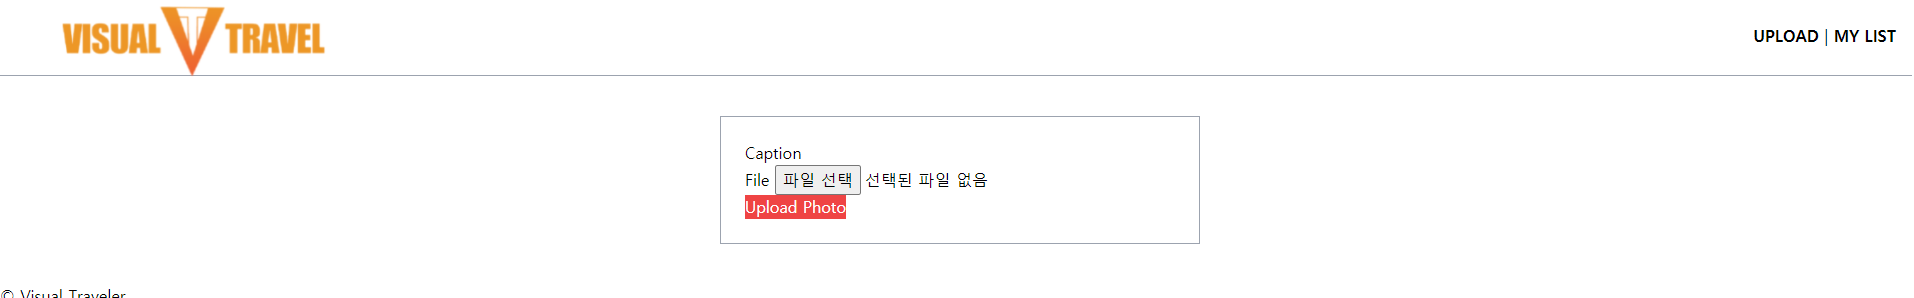 VISUAL TRAVEL
UPLOAD | MY LIST
Caption
File 파일 선택 선택된 파일 없음
Upload Photo
© Visual Traveler